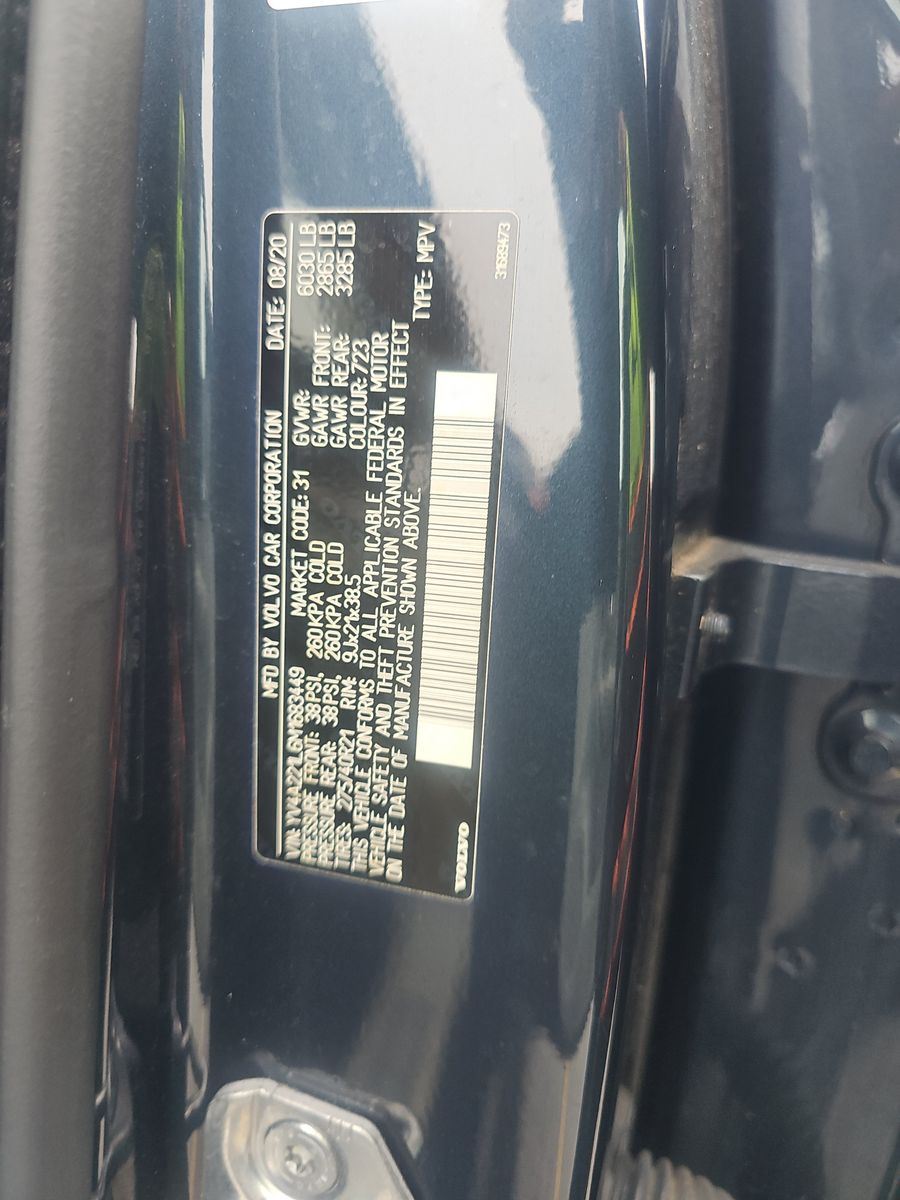 MFD BY VOLVO CAR CORPORATION DATE: 08/20
VIN: YV4A221L6M1683449 MARKET CODE: 31 GVWR: 6030 LB
PRESSURE FRONT: 38PSI, 260KPA COLD GAWR FRONT: 2865 LB
PRESSURE REAR: 38PSI, 260KPA COLD GAWR REAR: 3285 LB
TIRES: 275/40R21 RIM: 9Jx21x38.5 COLOUR: 723
THIS VEHICLE CONFORMS TO ALL APPLICABLE FEDERAL MOTOR
VEHICLE SAFETY AND THEFT PREVENTION STANDARDS IN EFFECT
ON THE DATE OF MANUFACTURE SHOWN ABOVE. TYPE: MPV
VOLVO
31689473